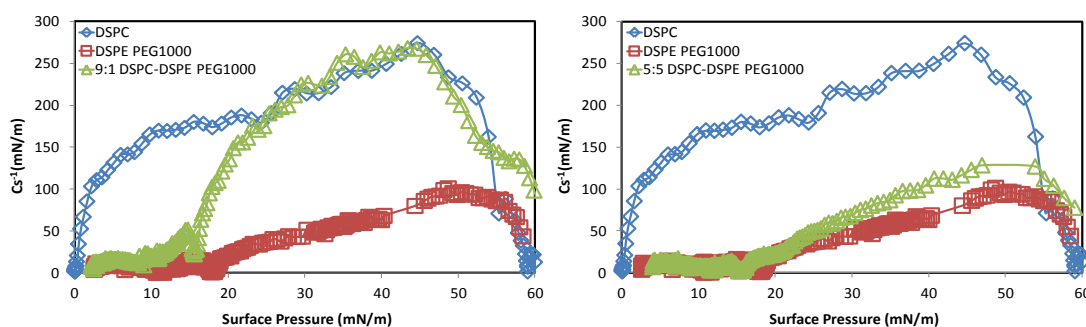 300
250
200
150
100
50
0
Cs⁻¹(mN/m)
DSPC
DSPE PEG1000
9:1 DSPC-DSPE PEG1000
0 10 20 30 40 50 60
Surface Pressure (mN/m)
300
250
200
150
100
50
0
Cs⁻¹(mN/m)
DSPC
DSPE PEG1000
5:5 DSPC-DSPE PEG1000
0 10 20 30 40 50 60
Surface Pressure (mN/m)